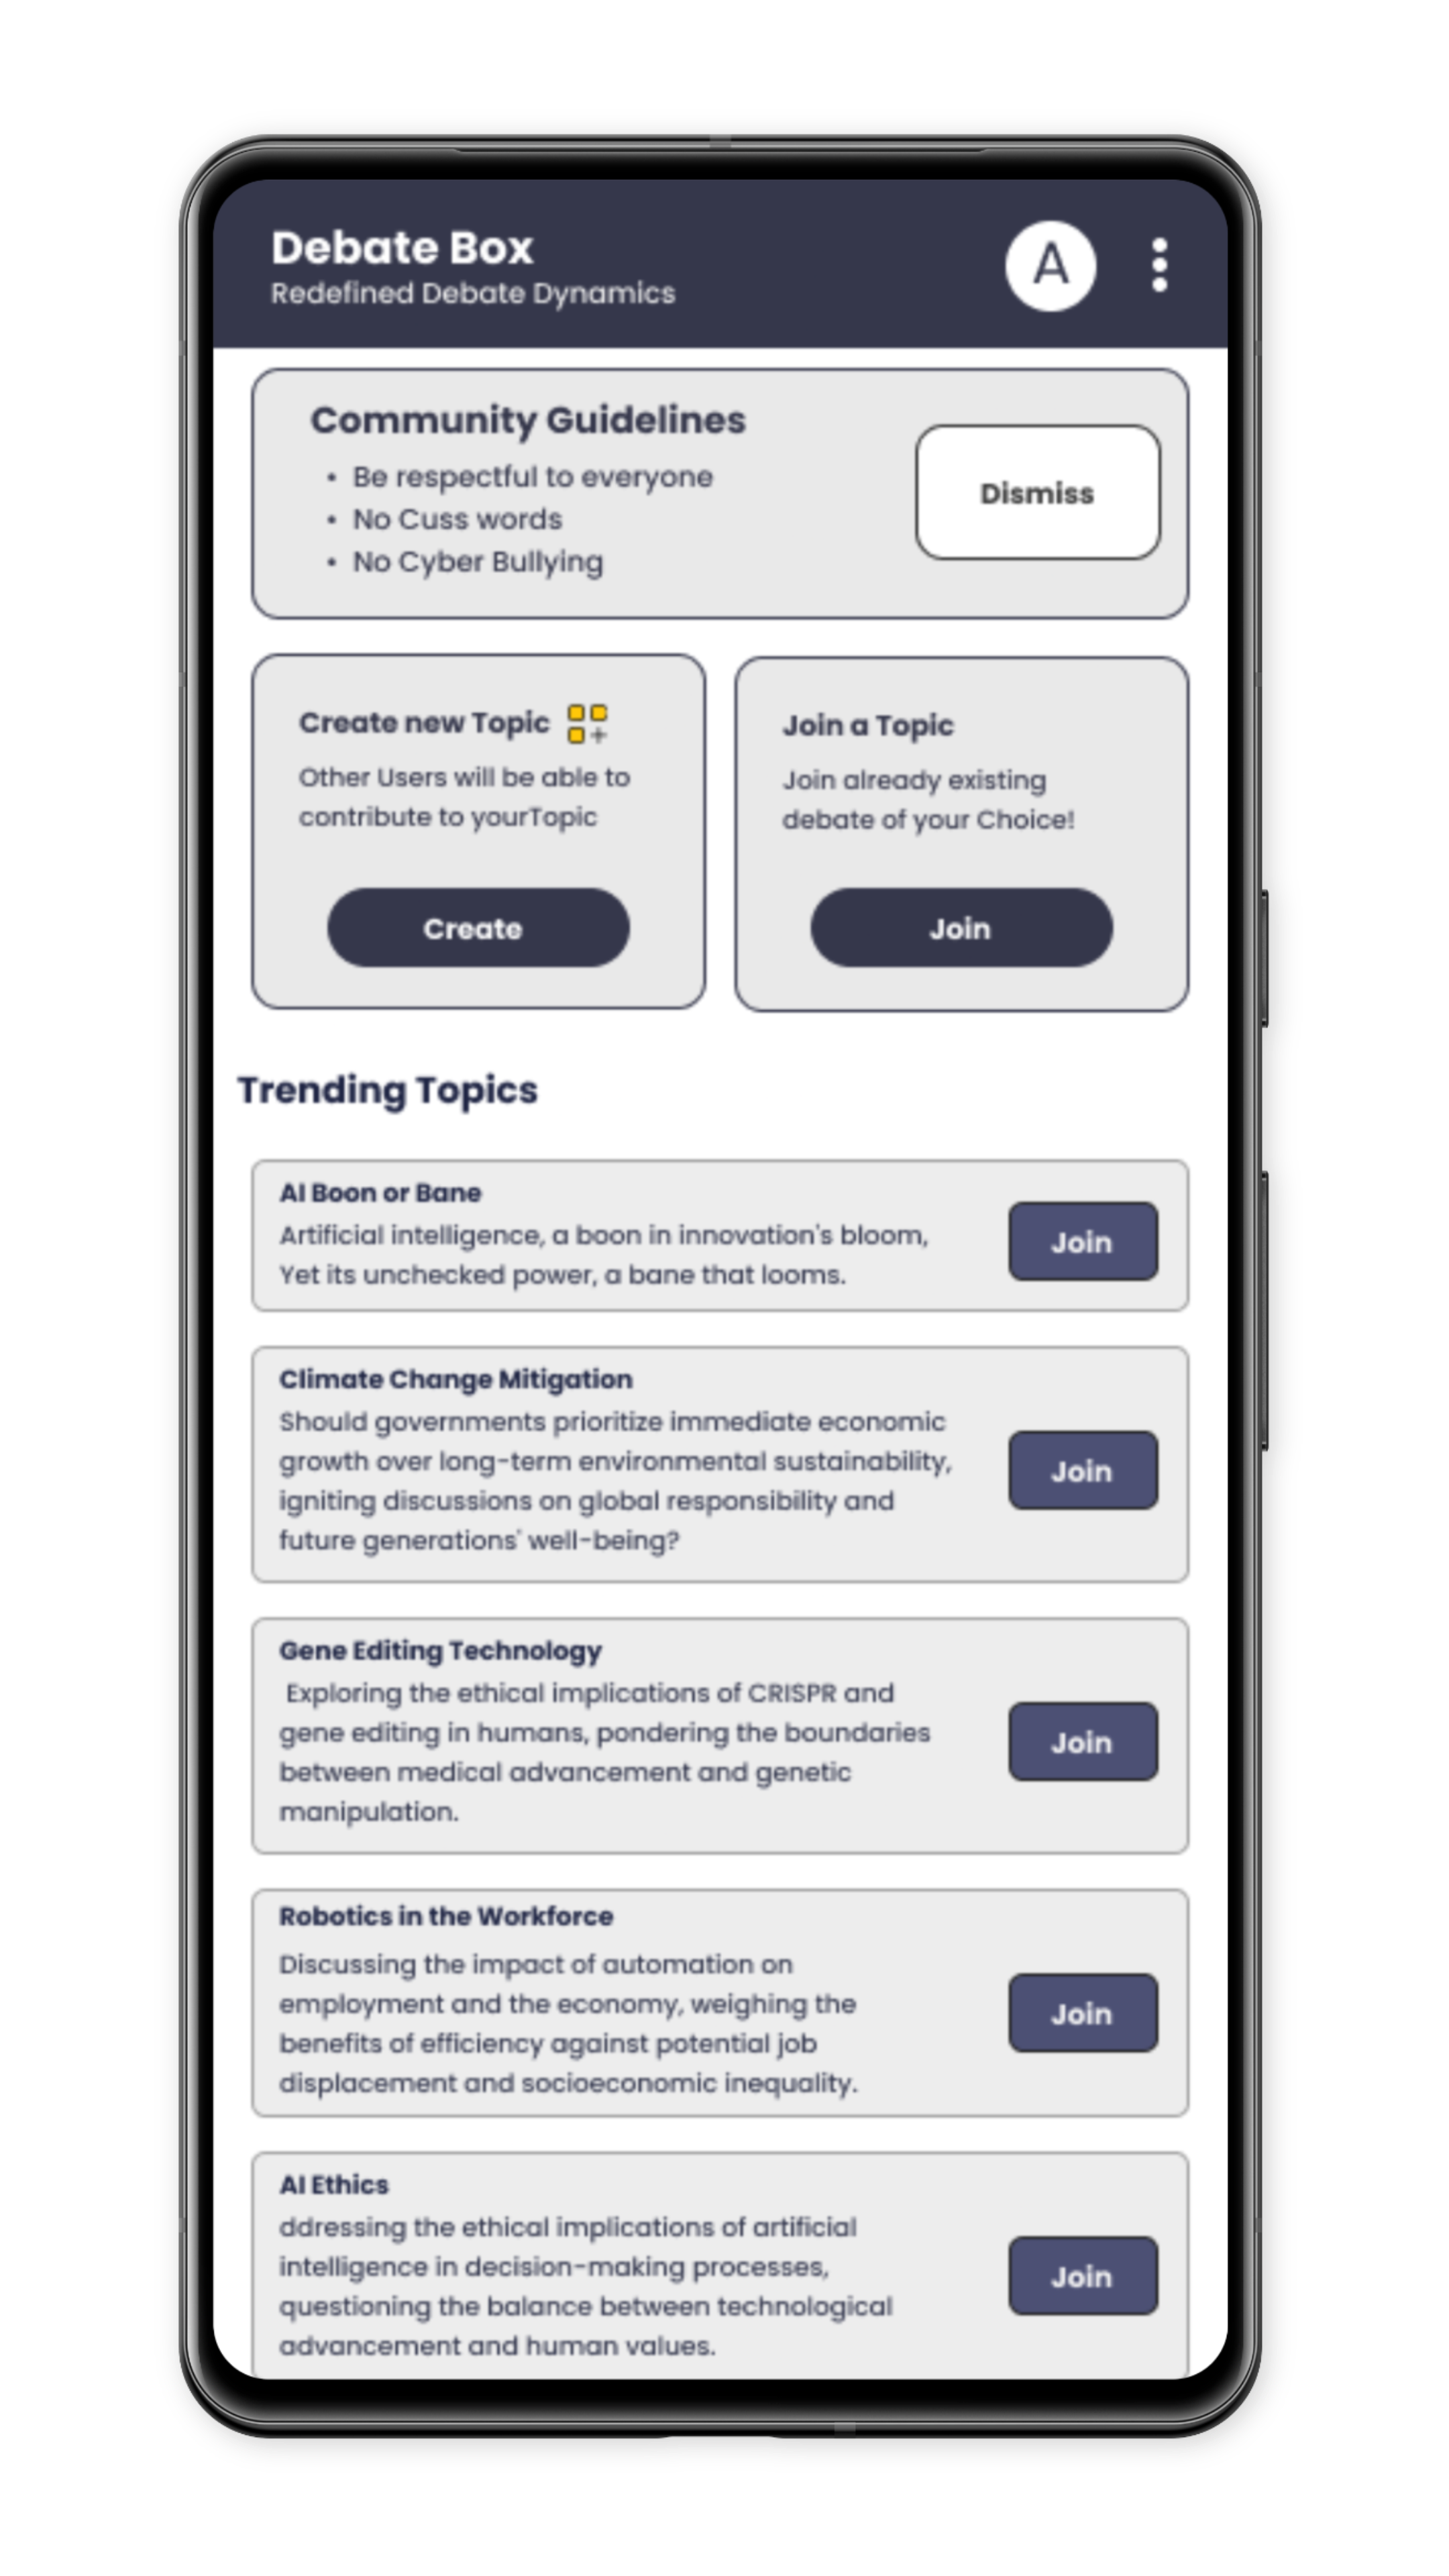 Debate Box
Redefined Debate Dynamics
A
Community Guidelines
• Be respectful to everyone
• No Cuss words
• No Cyber Bullying
Dismiss
Create new Topic
Other Users will be able to
contribute to yourTopic
Create
Join a Topic
Join already existing
debate of your Choice!
Join
Trending Topics
AI Boon or Bane
Artificial intelligence, a boon in innovation's bloom,
Yet its unchecked power, a bane that looms.
Join
Climate Change Mitigation
Should governments prioritize immediate economic
growth over long-term environmental sustainability,
igniting discussions on global responsibility and
future generations' well-being?
Join
Gene Editing Technology
Exploring the ethical implications of CRISPR and
gene editing in humans, pondering the boundaries
between medical advancement and genetic
manipulation.
Join
Robotics in the Workforce
Discussing the impact of automation on
employment and the economy, weighing the
benefits of efficiency against potential job
displacement and socioeconomic inequality.
Join
AI Ethics
ddressing the ethical implications of artificial
intelligence in decision-making processes,
questioning the balance between technological
advancement and human values.
Join